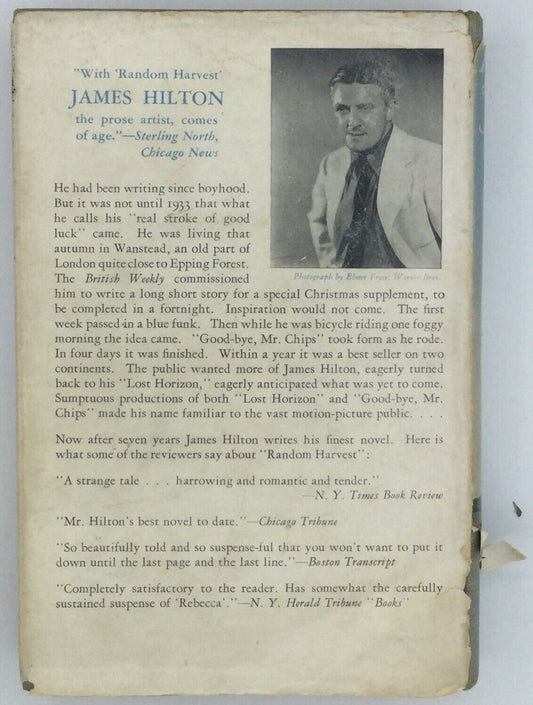 "With 'Random Harvest'
JAMES HILTON
the prose artist, comes
of age."—Sterling North,
Chicago News
Photograph by Elmer Fryer, Warner Bros.
He had been writing since boyhood.
But it was not until 1933 that what
he calls his "real stroke of good
luck" came. He was living that
autumn in Wanstead, an old part of
London quite close to Epping Forest.
The British Weekly commissioned
him to write a long short story for a special Christmas supplement, to
be completed in a fortnight. Inspiration would not come. The first
week passed in a blue funk. Then while he was bicycle riding one foggy
morning the idea came. "Good-bye, Mr. Chips" took form as he rode.
In four days it was finished. Within a year it was a best seller on two
continents. The public wanted more of James Hilton, eagerly turned
back to his "Lost Horizon," eagerly anticipated what was yet to come.
Sumptuous productions of both "Lost Horizon" and "Good-bye, Mr.
Chips" made his name familiar to the vast motion-picture public. . . .
Now after seven years James Hilton writes his finest novel. Here is
what some of the reviewers say about "Random Harvest":
"A strange tale . . . harrowing and romantic and tender."
—N. Y. Times Book Review
"Mr. Hilton's best novel to date."—Chicago Tribune
"So beautifully told and so suspense-ful that you won't want to put it
down until the last page and the last line."—Boston Transcript
"Completely satisfactory to the reader. Has somewhat the carefully
sustained suspense of 'Rebecca'."—N. Y. Herald Tribune "Books"